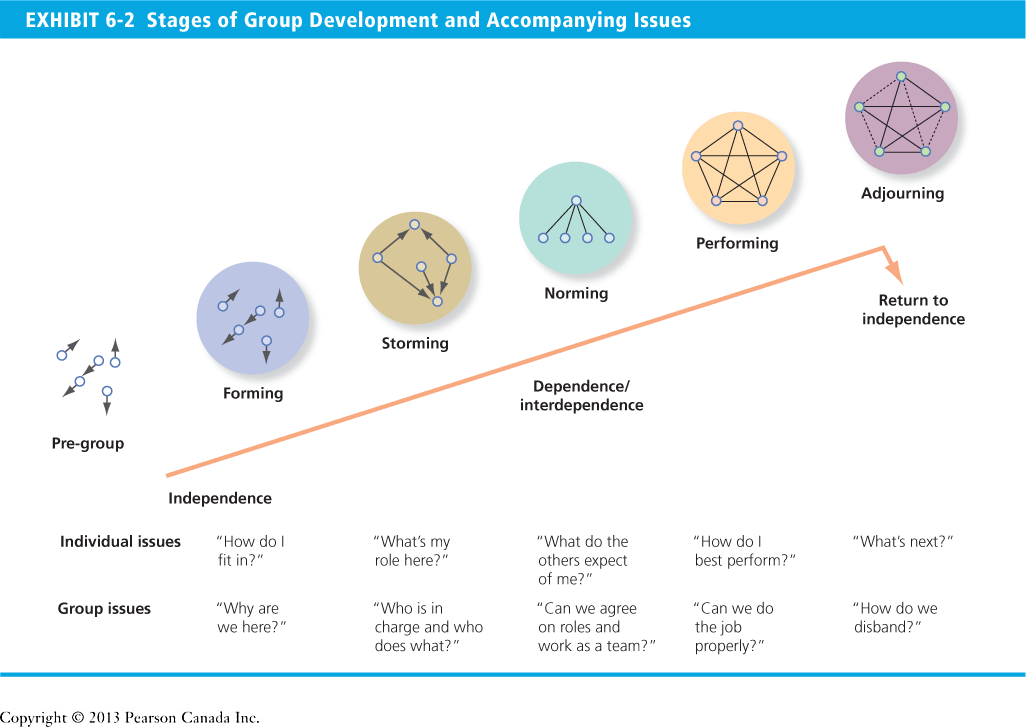 EXHIBIT 6-2 Stages of Group Development and Accompanying Issues
Adjourning
Performing
Norming
Storming
Forming
Pre-group
Return to
independence
Dependence/
interdependence
Independence
Individual issues
“How do I
fit in?”
“What’s my
role here?”
“What do the
others expect
of me?”
“How do I
best perform?”
“What’s next?”
Group issues
“Why are
we here?”
“Who is in
charge and who
does what?”
“Can we agree
on roles and
work as a team?”
“Can we do
the job
properly?”
“How do we
disband?”
Copyright © 2013 Pearson Canada Inc.